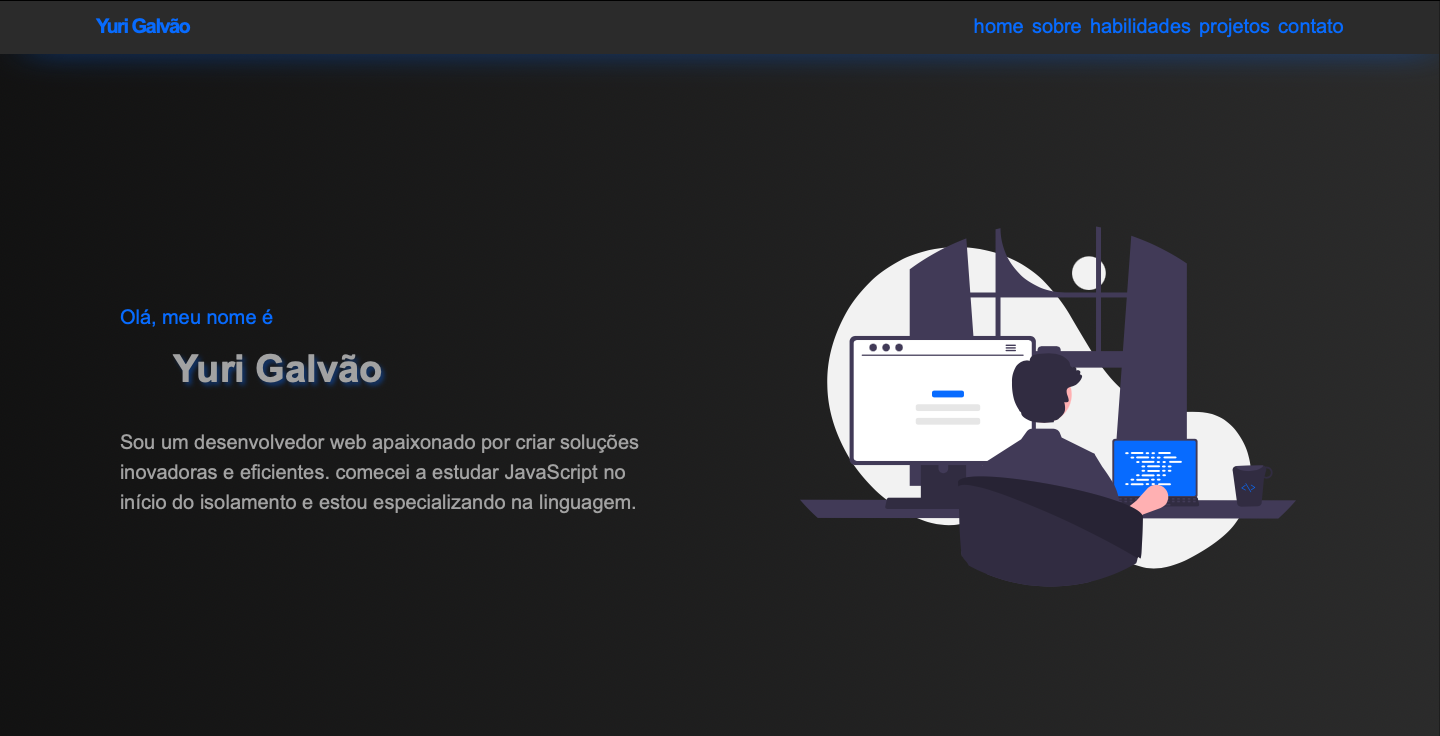 Yuri Galvão
home sobre habilidades projetos contato
Olá, meu nome é
Yuri Galvão
Sou um desenvolvedor web apaixonado por criar soluções
inovadoras e eficientes. comecei a estudar JavaScript no
início do isolamento e estou especializando na linguagem.